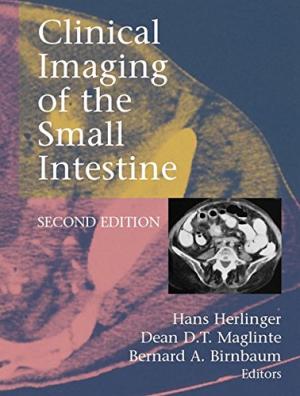 Clinical
Imaging
of the
Small
Intestine
SECOND EDITION
Hans Herlinger
Dean D.T. Maglinte
Bernard A. Birnbaum
Editors